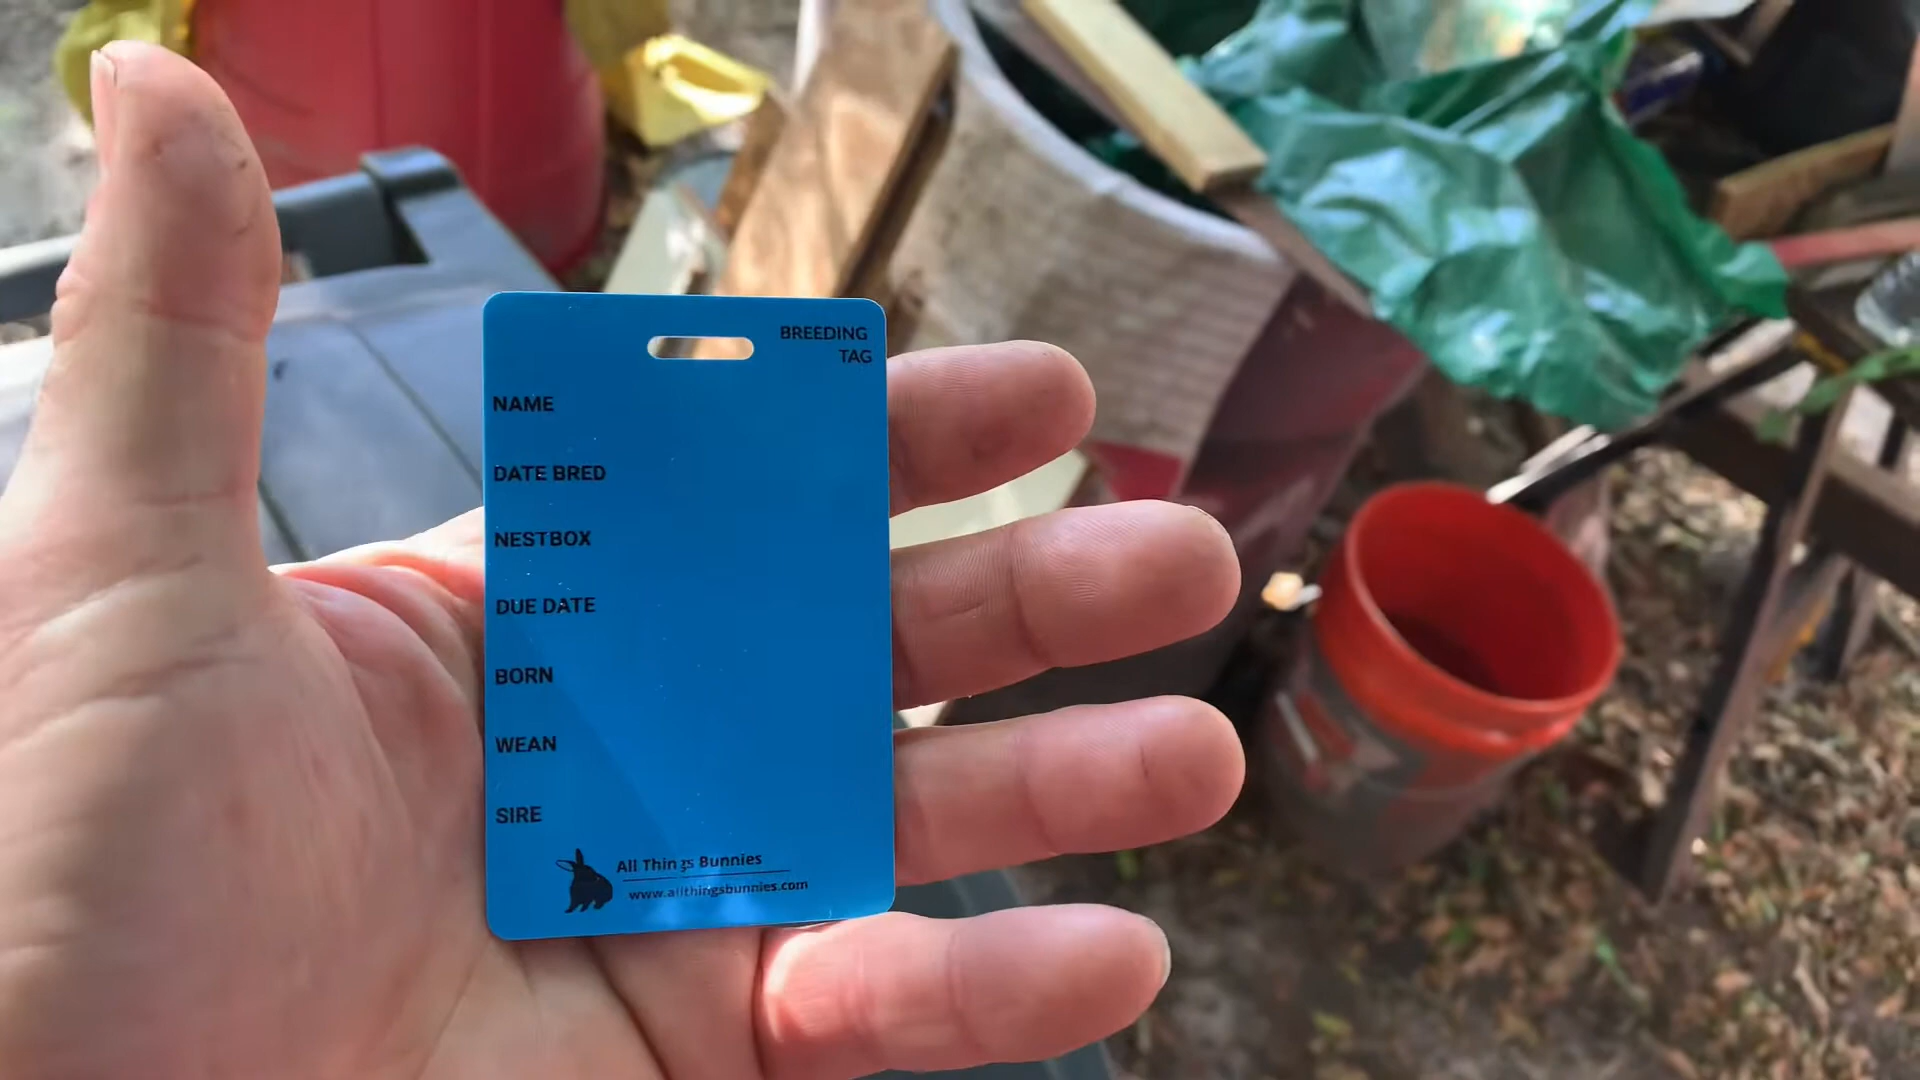 BREEDING
TAG
NAME
DATE BRED
NESTBOX
DUE DATE
BORN
WEAN
SIRE
All Things Bunnies
www.allthingsbunnies.com